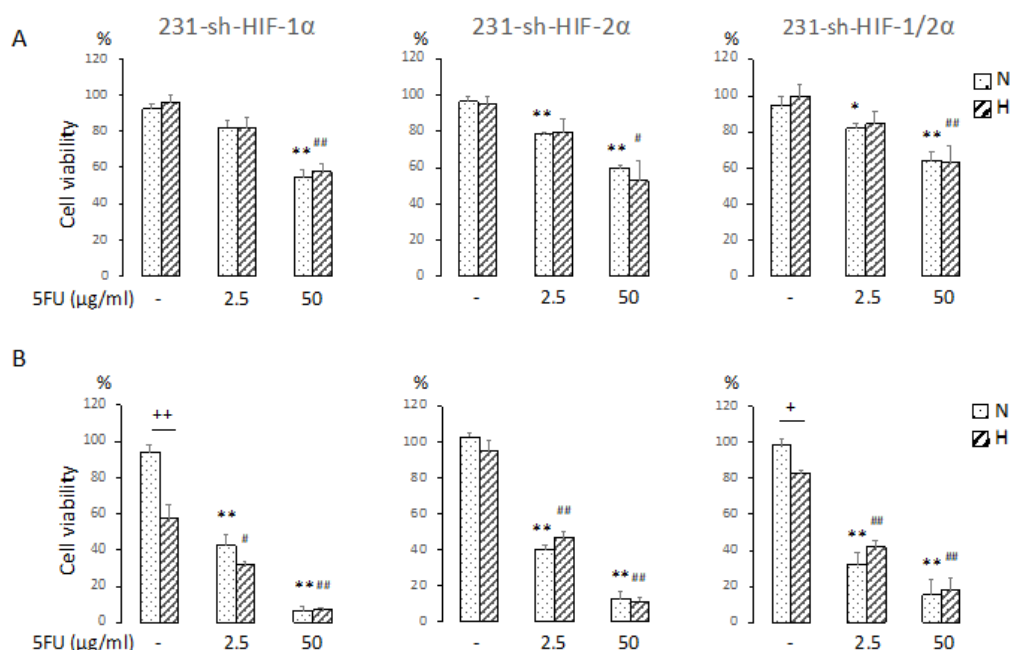 231-sh-HIF-1α 231-sh-HIF-2α 231-sh-HIF-1/2α
A
% % %
120 120 120
100 100 100
80 80 80
60 60 60
40 40 40
20 20 20
0 0 0
Cell viability
** ##
** ** #
* ** ##
N
H
5FU (µg/ml) - 2.5 50 - 2.5 50 - 2.5 50
B
% % %
120 120 120
100 100 100
80 80 80
60 60 60
40 40 40
20 20 20
0 0 0
Cell viability
++ ** # ** ##
** ## ** ##
+ ** ## ** ##
N
H
5FU (µg/ml) - 2.5 50 - 2.5 50 - 2.5 50